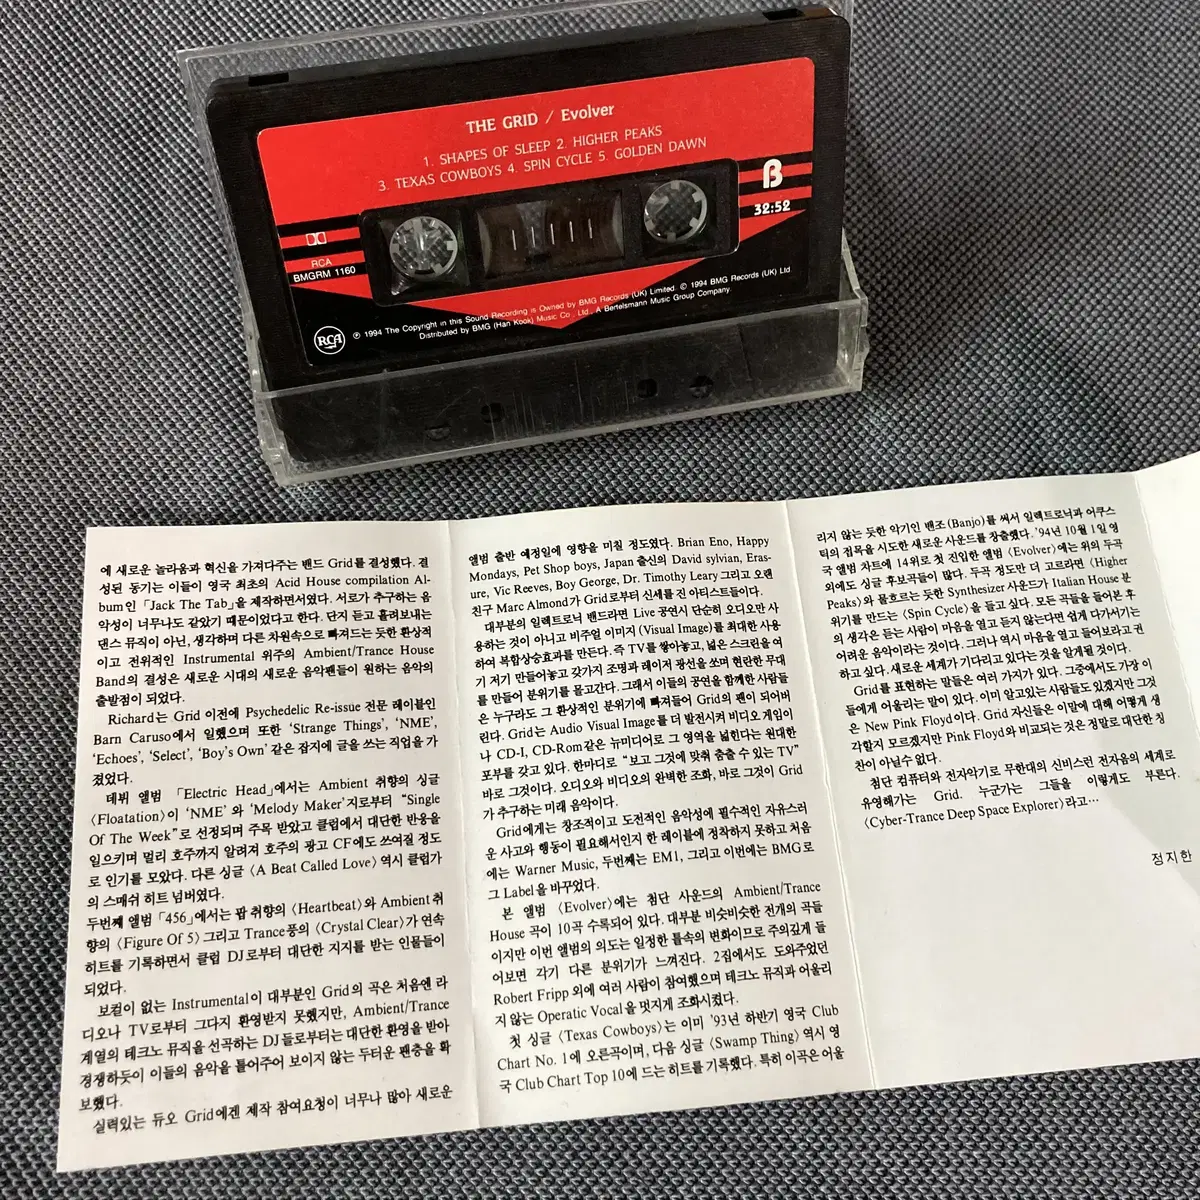 THE GRID / Evolver
1. SHAPES OF SLEEP 2. HIGHER PEAKS
3. TEXAS COWBOYS 4. SPIN CYCLE 5. GOLDEN DAWN
B
32:52
RCA
BMGRM 1160
RCA
℗ 1994 The Copyright in this Sound Recording is Owned by BMG Records (UK) Limited. © 1994 BMG Records (UK) Ltd
Distributed by BMG (Han Kook) Music Co., Ltd., A Bertelsmann Music Group Company.
에 새로운 놀라움과 혁신을 가져다주는 밴드 Grid를 결성했다. 결
성된 동기는 이들이 영국 최초의 Acid House compilation Al-
bum인 「Jack The Tab」을 제작하면서였다. 서로가 추구하는 음
악성이 너무나도 같았기 때문이었다고 한다. 단지 듣고 흘려보내는
댄스 뮤직이 아닌, 생각하며 다른 차원속으로 빠져드는 듯한 환상적
이고 전위적인 Instrumental 위주의 Ambient/Trance House
Band의 결성은 새로운 시대의 새로운 음악팬들이 원하는 음악의
출발점이 되었다.
Richard는 Grid 이전에 Psychedelic Re-issue 전문 레이블인
Barn Caruso에서 일했으며 또한 ‘Strange Things’, ‘NME’,
‘Echoes’, ‘Select’, ‘Boy's Own’ 같은 잡지에 글을 쓰는 직업을 가
졌었다.
데뷔 앨범 「Electric Head」에서는 Ambient 취향의 싱글
〈Floatation〉이 ‘NME’와 ‘Melody Maker’지로부터 “Single
Of The Week”로 선정되며 주목 받았고 클럽에서 대단한 반응을
일으키며 멀리 호주까지 알려져 호주의 광고 CF에도 쓰여질 정도
로 인기를 모았다. 다른 싱글 〈A Beat Called Love〉 역시 클럽가
의 스매쉬 히트 넘버였다.
두번째 앨범 「456」에서는 팝 취향의 〈Heartbeat〉와 Ambient 취
향의 〈Figure Of 5〉 그리고 Trance풍의 〈Crystal Clear〉가 연속
히트를 기록하면서 클럽 DJ로부터 대단한 지지를 받는 인물들이
되었다.
보컬이 없는 Instrumental이 대부분인 Grid의 곡은 처음엔 라
디오나 TV로부터 그다지 환영받지 못했지만, Ambient/Trance
계열의 테크노 뮤직을 선곡하는 DJ들로부터는 대단한 환영을 받아
경쟁하듯이 이들의 음악을 틀어주어 보이지 않는 두터운 팬층을 확
보했다.
실력있는 듀오 Grid에겐 제작 참여요청이 너무나 많아 새로운
앨범 출반 예정일에 영향을 미칠 정도였다. Brian Eno, Happy
Mondays, Pet Shop boys, Japan 출신의 David sylvian, Eras-
ure, Vic Reeves, Boy George, Dr. Timothy Leary 그리고 오랜
친구 Marc Almond가 Grid로부터 신세를 진 아티스트들이다.
대부분의 일렉트로닉 밴드라면 Live 공연시 단순히 오디오만 사
용하는 것이 아니고 비주얼 이미지 (Visual Image)를 최대한 사용
하여 복합상승효과를 만든다. 즉 TV를 쌓아놓고, 넓은 스크린을 여
기 저기 만들어놓고 갖가지 조명과 레이저 광선을 쏘며 현란한 무대
를 만들어 분위기를 몰고간다. 그래서 이들의 공연을 함께한 사람들
은 누구라도 그 환상적인 분위기에 빠져들어 Grid의 팬이 되어버
린다. Grid는 Audio Visual Image를 더 발전시켜 비디오 게임이
나 CD-I, CD-Rom같은 뉴미디어로 그 영역을 넓힌다는 원대한
포부를 갖고 있다. 한마디로 “보고 그것에 맞춰 춤출 수 있는 TV”
바로 그것이다. 오디오와 비디오의 완벽한 조화, 바로 그것이 Grid
가 추구하는 미래 음악이다.
Grid에게는 창조적이고 도전적인 음악성에 필수적인 자유스러
운 사고와 행동이 필요해서인지 한 레이블에 정착하지 못하고 처음
에는 Warner Music, 두번째는 EM1, 그리고 이번에는 BMG로
그 Label을 바꾸었다.
본 앨범 〈Evolver〉에는 첨단 사운드의 Ambient/Trance
House 곡이 10곡 수록되어 있다. 대부분 비슷비슷한 전개의 곡들
이지만 이번 앨범의 의도는 일정한 틀속의 변화이므로 주의깊게 들
어보면 각기 다른 분위기가 느껴진다. 2집에서도 도와주었던
Robert Fripp 외에 여러 사람이 참여했으며 테크노 뮤직과 어울리
지 않는 Operatic Vocal을 멋지게 조화시켰다.
첫 싱글 〈Texas Cowboys〉는 이미 '93년 하반기 영국 Club
Chart No. 1에 오른곡이며, 다음 싱글 〈Swamp Thing〉 역시 영
국 Club Chart Top 10에 드는 히트를 기록했다. 특히 이곡은 어울
리지 않는 듯한 악기인 밴조 (Banjo)를 써서 일렉트로닉과 어쿠스
틱의 접목을 시도한 새로운 사운드를 창출했다. '94년 10월 1일 영
국 앨범 차트에 14위로 첫 진입한 앨범 〈Evolver〉에는 위의 두곡
외에도 싱글 후보곡들이 많다. 두곡 정도만 더 고르라면 〈Higher
Peaks〉와 물흐르는 듯한 Synthesizer 사운드가 Italian House 분
위기를 만드는 〈Spin Cycle〉을 들고 싶다. 모든 곡들을 들어본 후
의 생각은 듣는 사람이 마음을 열고 듣지 않는다면 쉽게 다가서기는
어려운 음악이라는 것이다. 그러나 역시 마음을 열고 들어보라고 권
하고 싶다. 새로운 세계가 기다리고 있다는 것을 알게될 것이다.
Grid를 표현하는 말들은 여러 가지가 있다. 그중에서도 가장 이
들에게 어울리는 말이 있다. 이미 알고있는 사람들도 있겠지만 그것
은 New Pink Floyd이다. Grid 자신들은 이말에 대해 어떻게 생
각할지 모르겠지만 Pink Floyd와 비교되는 것은 정말로 대단한 칭
찬이 아닐수 없다.
첨단 컴퓨터와 전자악기로 무한대의 신비스런 전자음의 세계로
유영해가는 Grid. 누군가는 그들을 이렇게도 부른다.
〈Cyber-Trance Deep Space Explorer〉라고…
정지한